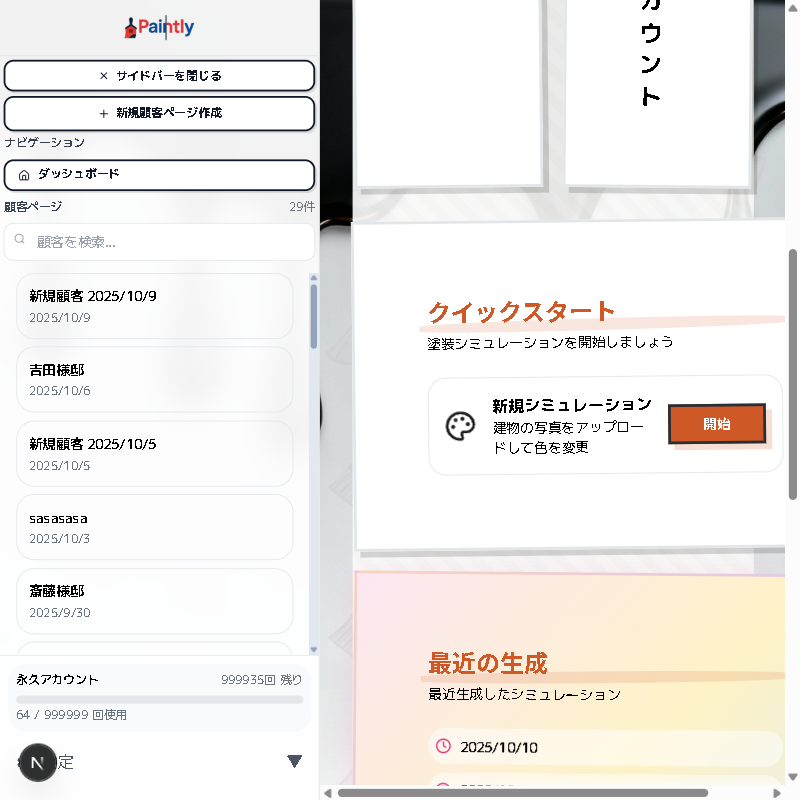 Paintly
× サイドバーを閉じる
+ 新規顧客ページ作成
ナビゲーション
ダッシュボード
顧客ページ
29件
顧客を検索...
新規顧客 2025/10/9
2025/10/9
吉田様邸
2025/10/6
新規顧客 2025/10/5
2025/10/5
sasasasa
2025/10/3
斎藤様邸
2025/9/30
永久アカウント
999935回 残り
64 / 999999 回使用
N
定
▼
ウント
クイックスタート
塗装シミュレーションを開始しましょう
新規シミュレーション
建物の写真をアップロー
ドして色を変更
開始
最近の生成
最近生成したシミュレーション
2025/10/10